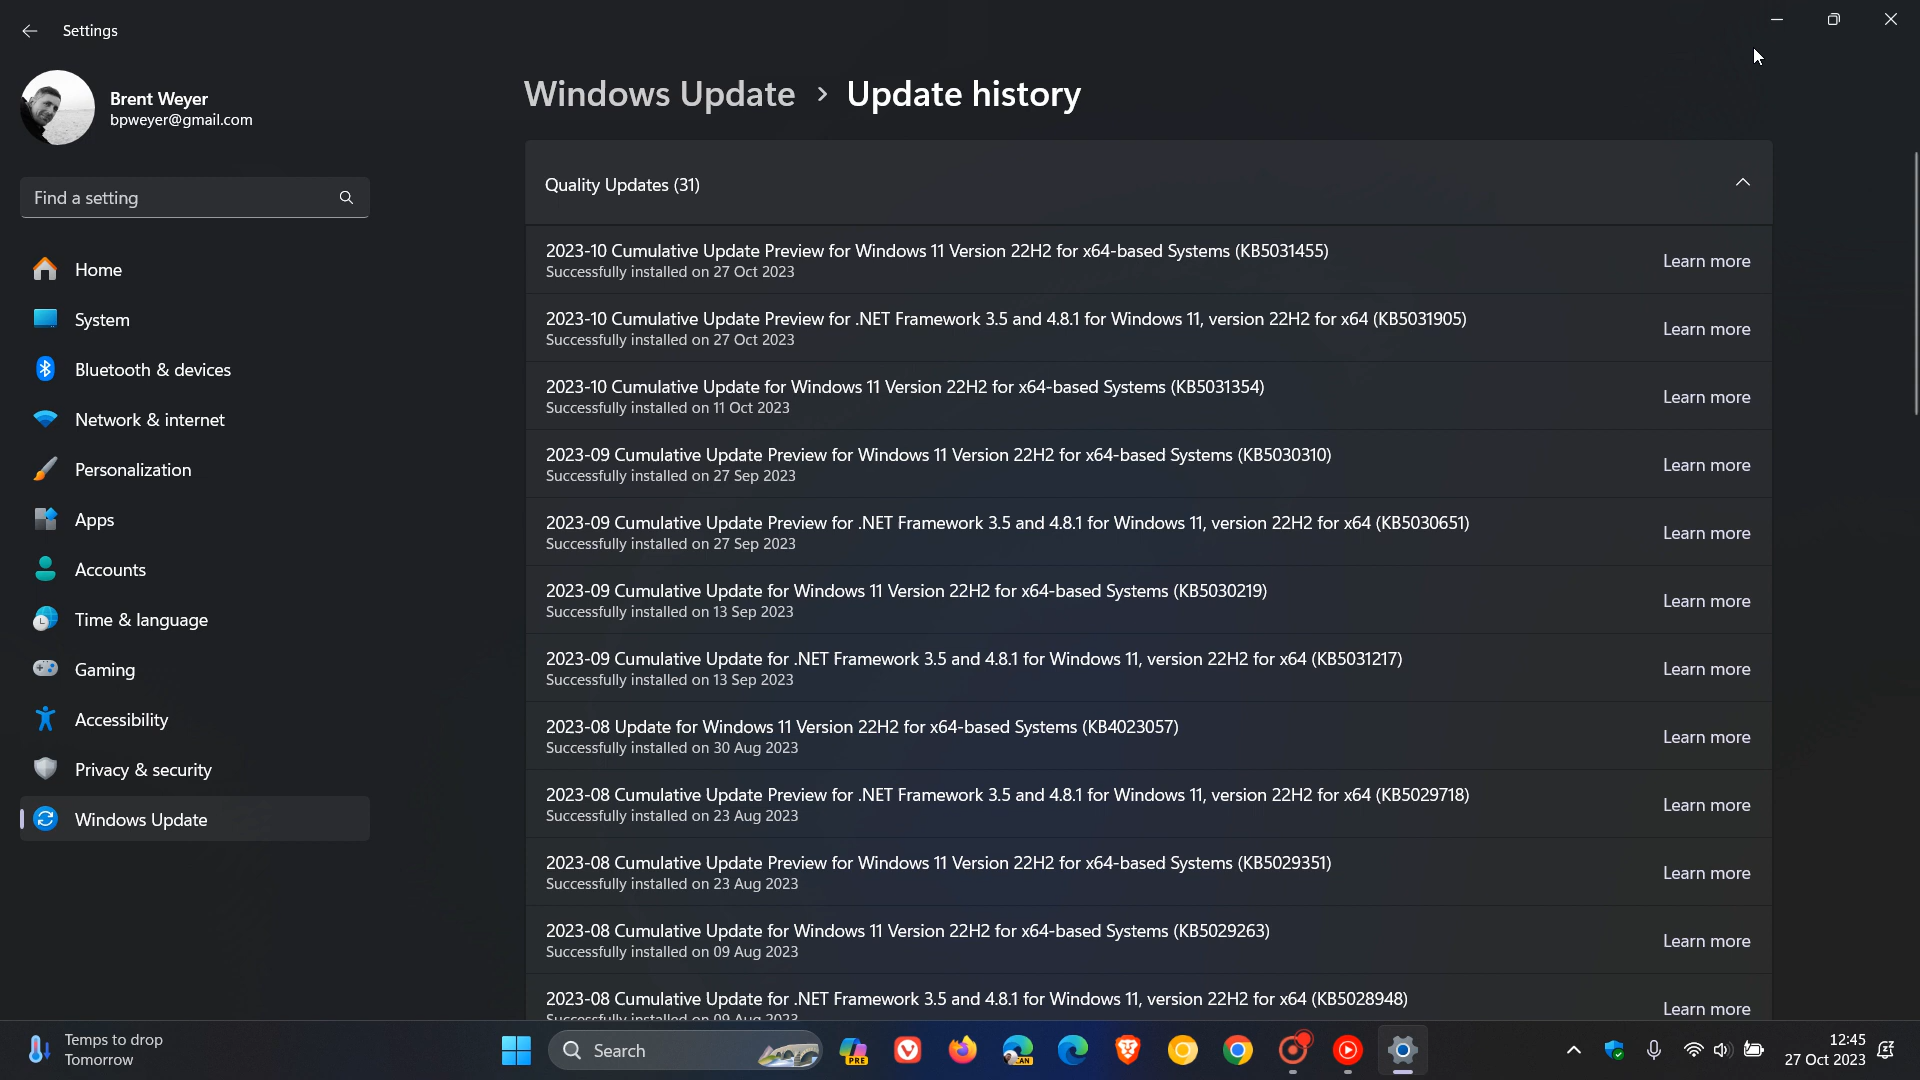 Settings
Brent Weyer
bpweyer@gmail.com
Find a setting
Home
System
Bluetooth & devices
Network & internet
Personalization
Apps
Accounts
Time & language
Gaming
Accessibility
Privacy & security
Windows Update
Windows Update > Update history
Quality Updates (31)
2023-10 Cumulative Update Preview for Windows 11 Version 22H2 for x64-based Systems (KB5031455)
Successfully installed on 27 Oct 2023
Learn more
2023-10 Cumulative Update Preview for .NET Framework 3.5 and 4.8.1 for Windows 11, version 22H2 for x64 (KB5031905)
Successfully installed on 27 Oct 2023
Learn more
2023-10 Cumulative Update for Windows 11 Version 22H2 for x64-based Systems (KB5031354)
Successfully installed on 11 Oct 2023
Learn more
2023-09 Cumulative Update Preview for Windows 11 Version 22H2 for x64-based Systems (KB5030310)
Successfully installed on 27 Sep 2023
Learn more
2023-09 Cumulative Update Preview for .NET Framework 3.5 and 4.8.1 for Windows 11, version 22H2 for x64 (KB5030651)
Successfully installed on 27 Sep 2023
Learn more
2023-09 Cumulative Update for Windows 11 Version 22H2 for x64-based Systems (KB5030219)
Successfully installed on 13 Sep 2023
Learn more
2023-09 Cumulative Update for .NET Framework 3.5 and 4.8.1 for Windows 11, version 22H2 for x64 (KB5031217)
Successfully installed on 13 Sep 2023
Learn more
2023-08 Update for Windows 11 Version 22H2 for x64-based Systems (KB4023057)
Successfully installed on 30 Aug 2023
Learn more
2023-08 Cumulative Update Preview for .NET Framework 3.5 and 4.8.1 for Windows 11, version 22H2 for x64 (KB5029718)
Successfully installed on 23 Aug 2023
Learn more
2023-08 Cumulative Update Preview for Windows 11 Version 22H2 for x64-based Systems (KB5029351)
Successfully installed on 23 Aug 2023
Learn more
2023-08 Cumulative Update for Windows 11 Version 22H2 for x64-based Systems (KB5029263)
Successfully installed on 09 Aug 2023
Learn more
2023-08 Cumulative Update for .NET Framework 3.5 and 4.8.1 for Windows 11, version 22H2 for x64 (KB5028948)
Successfully installed on 09 Aug 2023
Learn more
Temps to drop
Tomorrow
Search
PRE
CAN
12:45
27 Oct 2023